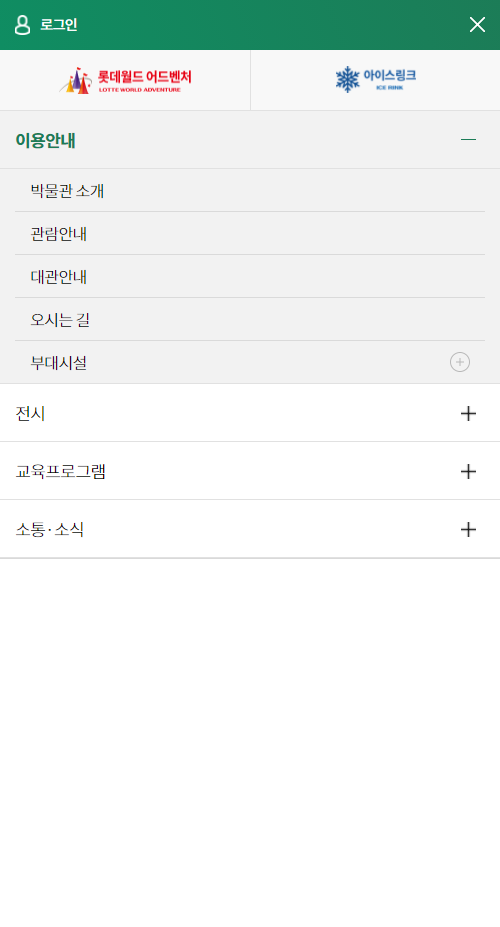 로그인
롯데월드 어드벤처
LOTTE WORLD ADVENTURE
아이스링크
ICE RINK
이용안내
박물관 소개
관람안내
대관안내
오시는 길
부대시설
전시
교육프로그램
소통·소식